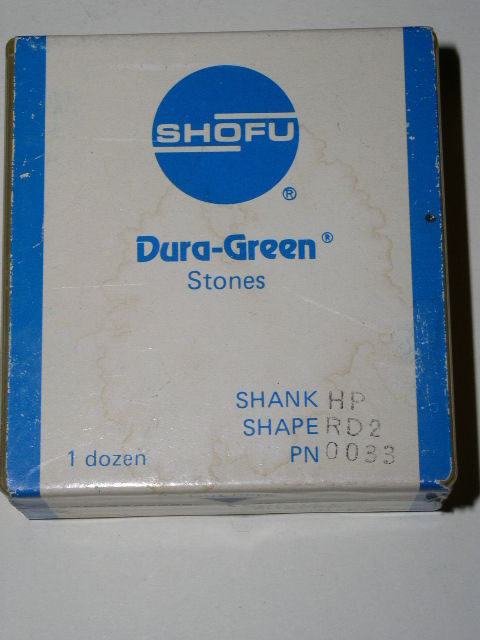 SHOFU
®
Dura-Green®
Stones
SHANK HP
SHAPE RD2
1 dozen PN 0033